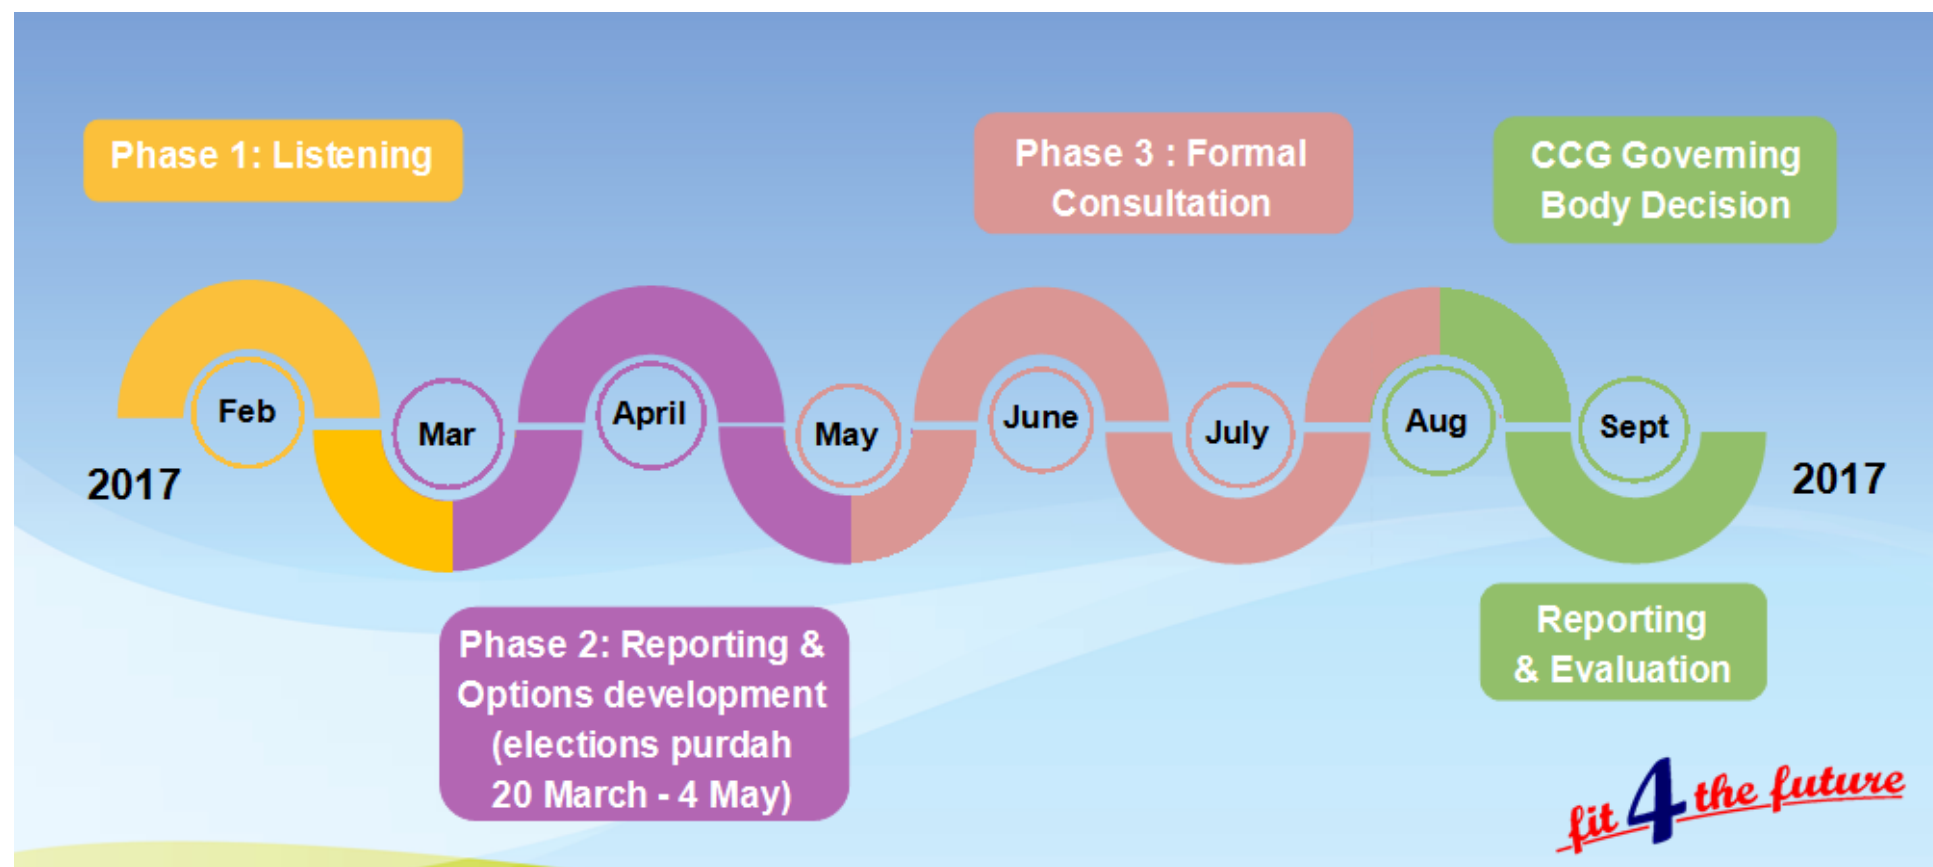 Phase 1: Listening
Phase 3 : Formal
Consultation
CCG Governing
Body Decision
Feb
Mar
April
May
June
July
Aug
Sept
2017
2017
Phase 2: Reporting &
Options development
(elections purdah
20 March - 4 May)
Reporting
& Evaluation
fit 4 the future